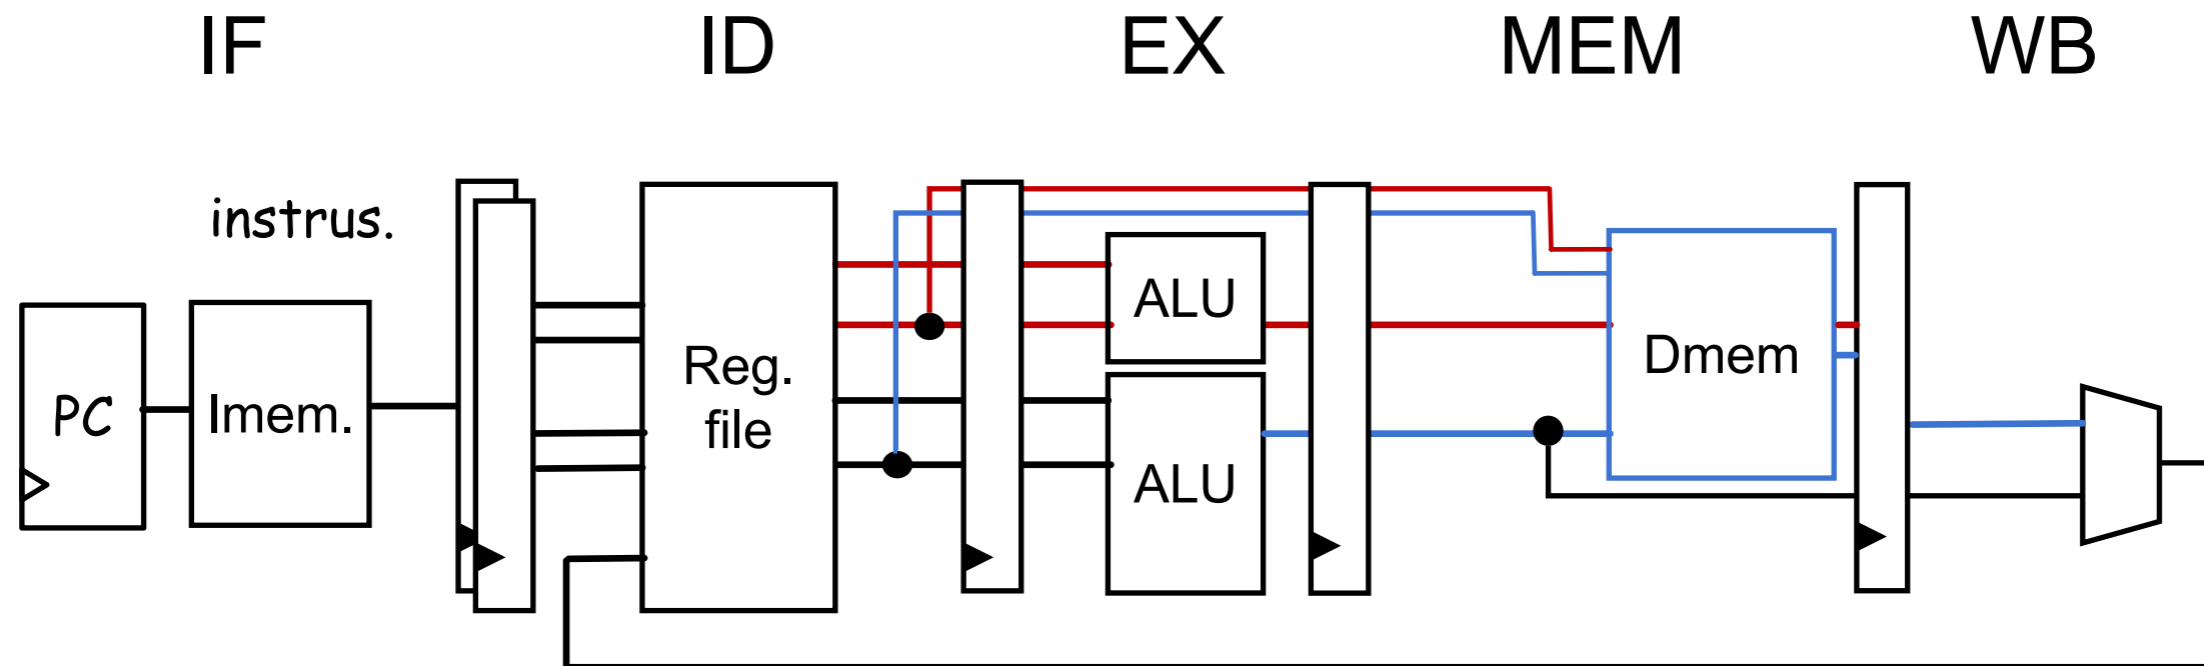 IF ID EX MEM WB
instrus.
PC
Imem.
Reg.
file
ALU
ALU
Dmem